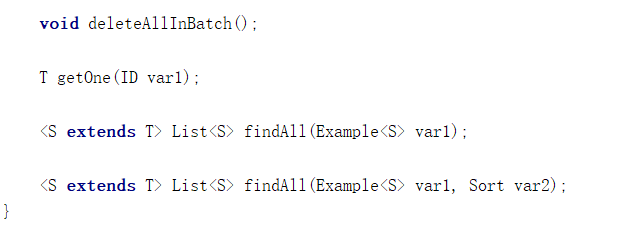 void deleteAllInBatch();
T getOne(ID var1);
<S extends T> List<S> findAll(Example<S> var1);
<S extends T> List<S> findAll(Example<S> var1, Sort var2);
}